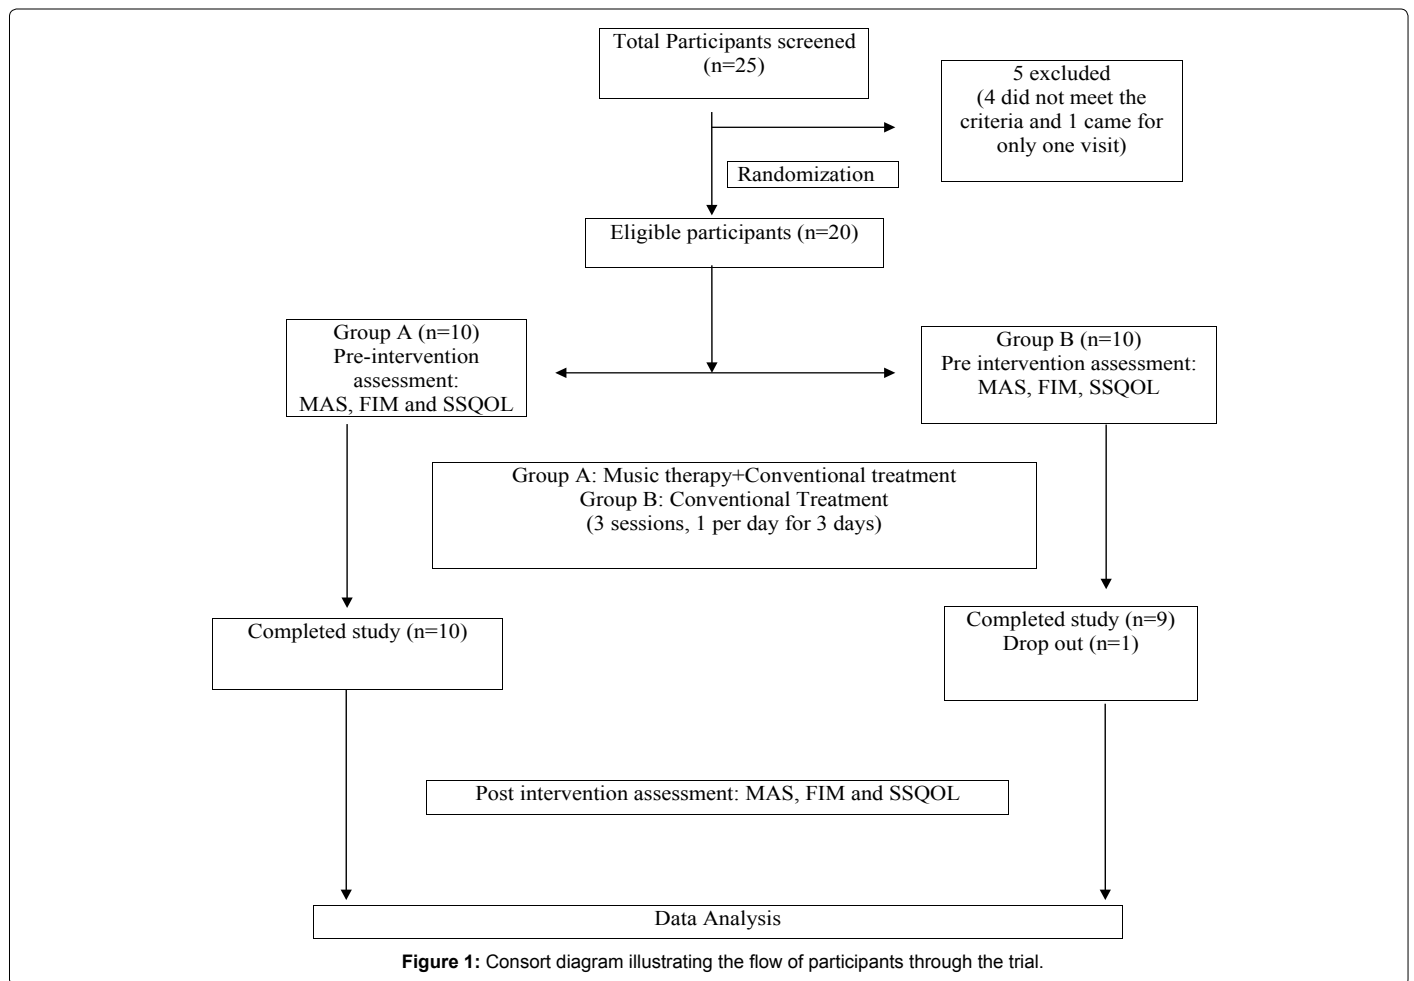 Total Participants screened
(n=25)
5 excluded
(4 did not meet the
criteria and 1 came for
only one visit)
Randomization
Eligible participants (n=20)
Group A (n=10)
Pre-intervention
assessment:
MAS, FIM and SSQOL
Group B (n=10)
Pre intervention assessment:
MAS, FIM, SSQOL
Group A: Music therapy+Conventional treatment
Group B: Conventional Treatment
(3 sessions, 1 per day for 3 days)
Completed study (n=10)
Completed study (n=9)
Drop out (n=1)
Post intervention assessment: MAS, FIM and SSQOL
Data Analysis
Figure 1: Consort diagram illustrating the flow of participants through the trial.